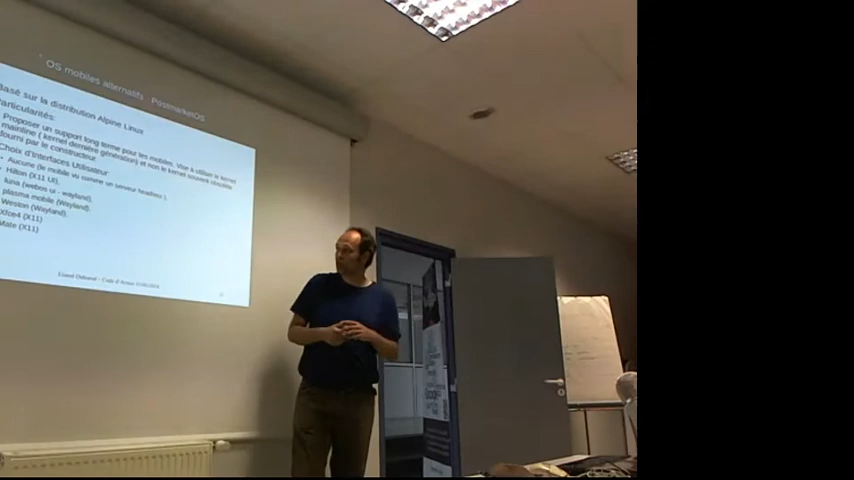 OS mobiles alternatifs : PostmarketOS
Basé sur la distribution Alpine Linux
Particularités:
Proposer un support long terme pour les mobiles. Vise à utiliser le kernel
mainline ( kernel dernière génération) et non le kernel souvent obsolète
fourni par le constructeur.
Choix d'Interfaces Utilisateur:
Aucune (le mobile vu comme un serveur headless )
Hilton (X11 UI),
luna (webos ui - wayland),
plasma mobile (Wayland),
Weston (Wayland),
Xfce4 (X11)
Mate (X11)